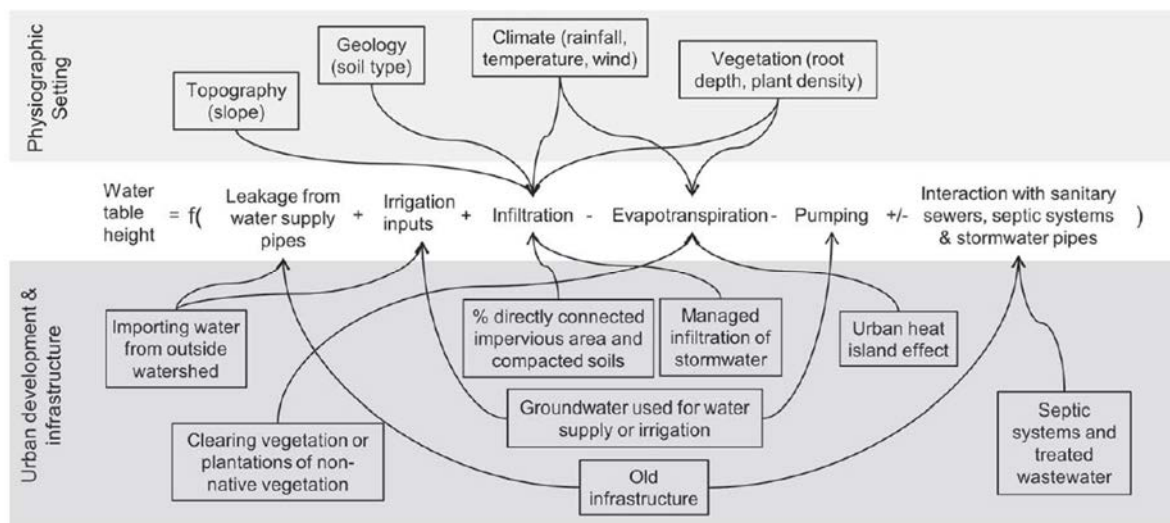 Physiographic
Setting
Topography
(slope)
Geology
(soil type)
Climate (rainfall,
temperature, wind)
Vegetation (root
depth, plant density)
Water
table
height
= f(
Leakage from
water supply
pipes
+
Irrigation
inputs
+
Infiltration
-
Evapotranspiration
-
Pumping
+/-
Interaction with sanitary
sewers, septic systems
& stormwater pipes
)
Urban development &
infrastructure
Importing water
from outside
watershed
% directly connected
impervious area and
compacted soils
Managed
infiltration of
stormwater
Urban heat
island effect
Clearing vegetation or
plantations of non-
native vegetation
Groundwater used for water
supply or irrigation
Old
infrastructure
Septic
systems and
treated
wastewater